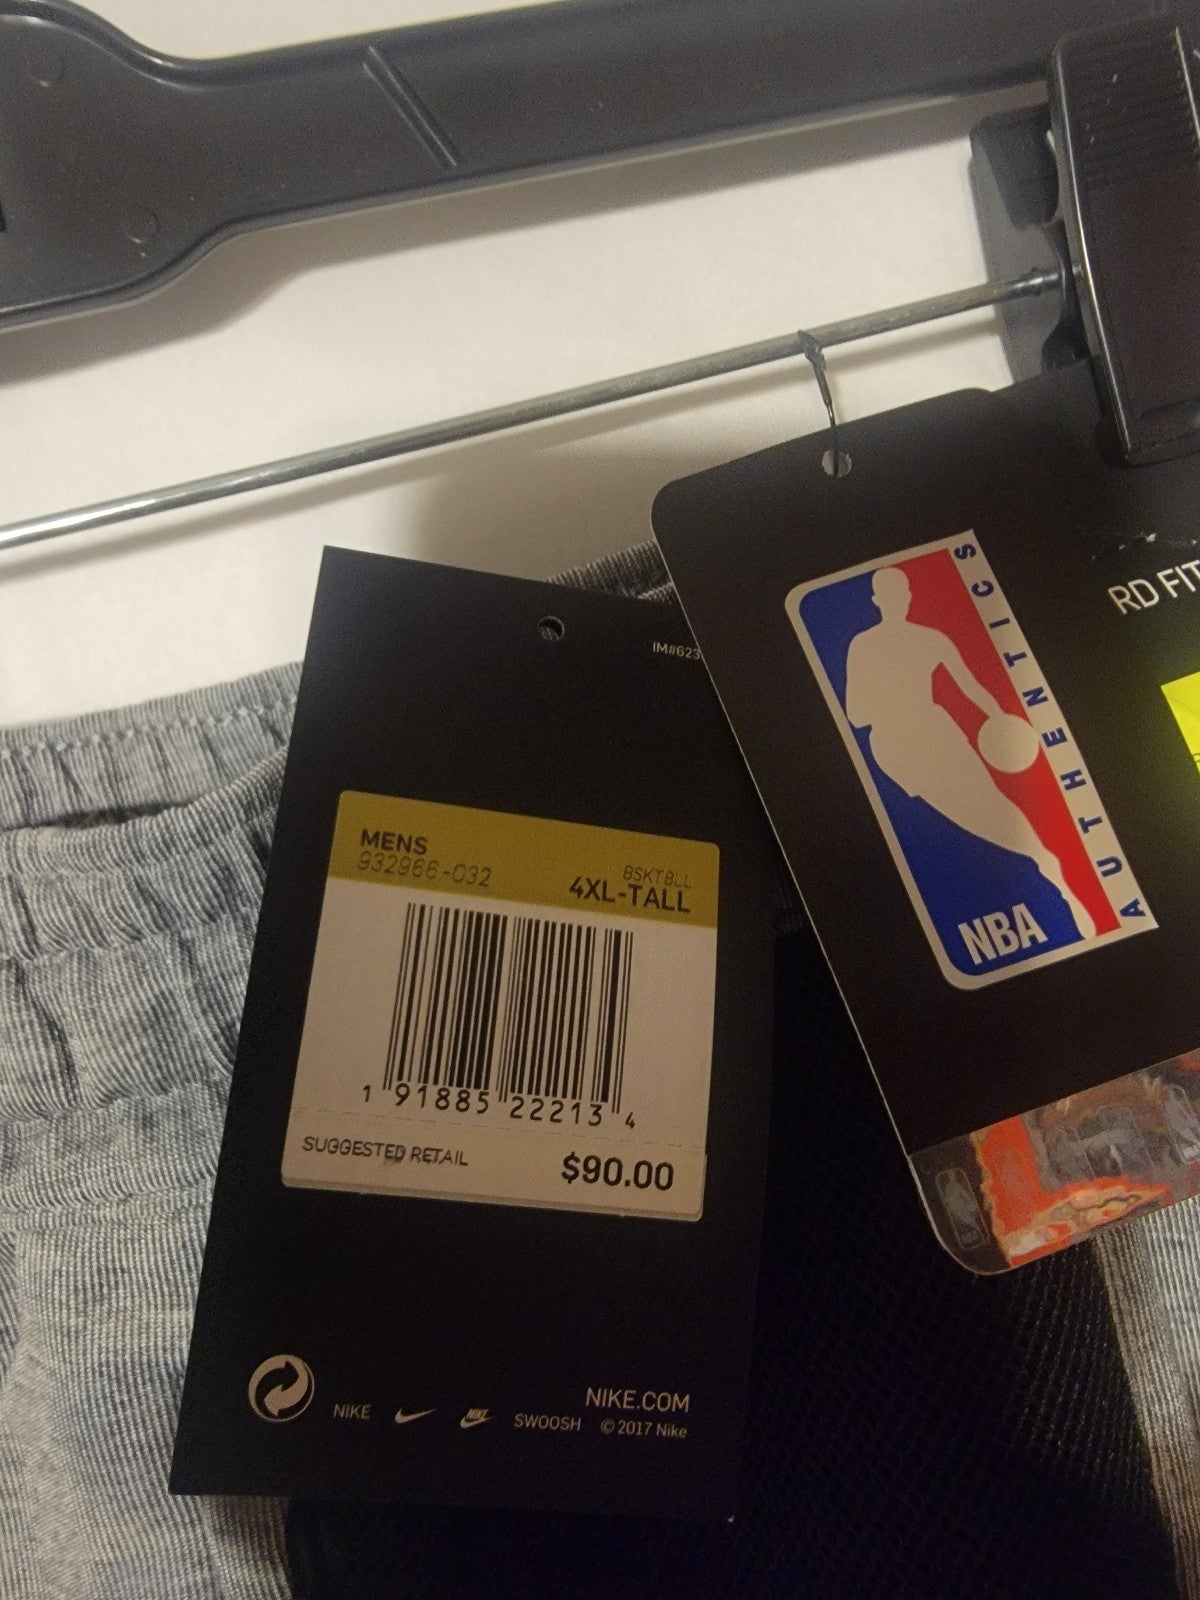 IM#623
MENS
932966-032
BSKTBLL
4XL-TALL
1 91885 22213 4
SUGGESTED RETAIL
$90.00
NIKE.COM
NIKE NIKE SWOOSH © 2017 Nike
RD FIT
AUTHENTICS
NBA